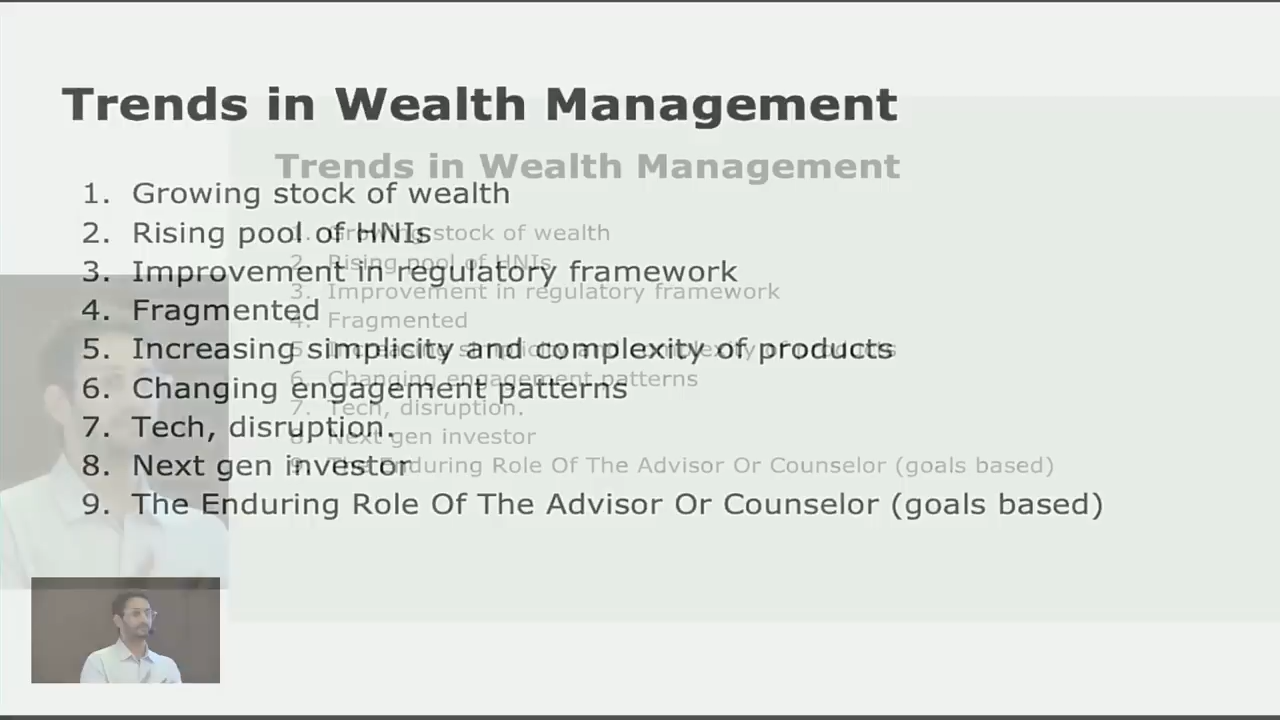 Trends in Wealth Management
1. Growing stock of wealth
2. Rising pool of HNIs
3. Improvement in regulatory framework
4. Fragmented
5. Increasing simplicity and complexity of products
6. Changing engagement patterns
7. Tech, disruption.
8. Next gen investor
9. The Enduring Role Of The Advisor Or Counselor (goals based)
Trends in Wealth Management
1. Growing stock of wealth
2. Rising pool of HNIs
3. Improvement in regulatory framework
4. Fragmented
5. Increasing simplicity and complexity of products
6. Changing engagement patterns
7. Tech, disruption.
8. Next gen investor
9. The Enduring Role Of The Advisor Or Counselor (goals based)